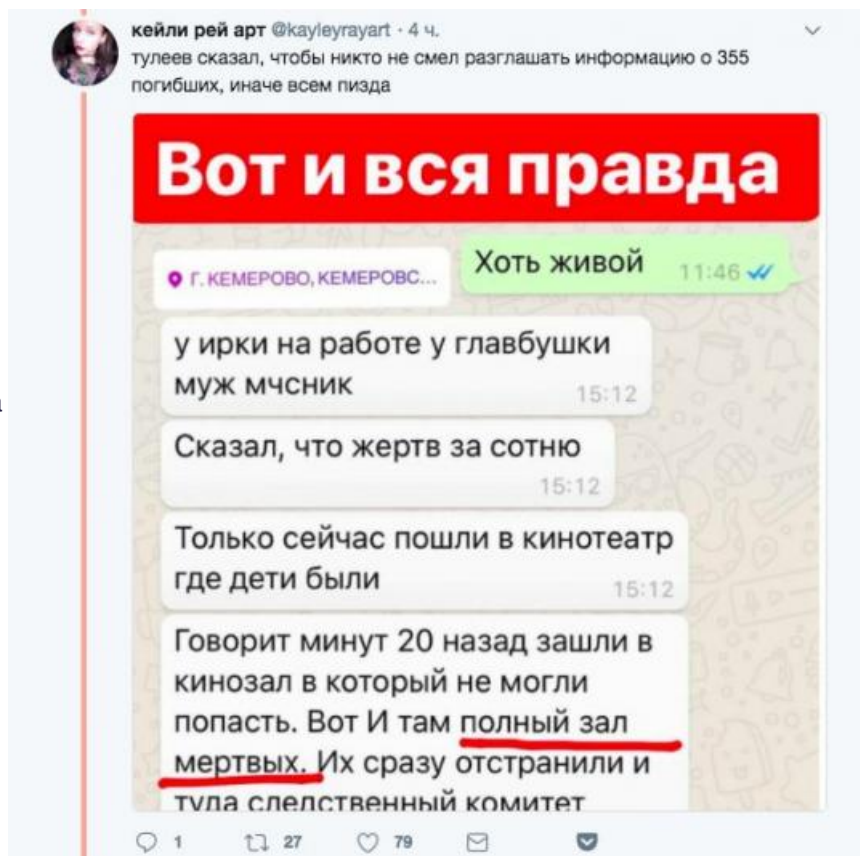 кейли рей арт @kayleyrayart · 4 ч.
тулеев сказал, чтобы никто не смел разглашать информацию о 355
погибших, иначе всем пизда
Вот и вся правда
Хоть живой 11:46
Г. КЕМЕРОВО, КЕМЕРОВС...
у ирки на работе у главбушки
муж мчсник
15:12
Сказал, что жертв за сотню
15:12
Только сейчас пошли в кинотеатр
где дети были
15:12
Говорит минут 20 назад зашли в
кинозал в который не могли
попасть. Вот И там полный зал
мертвых. Их сразу отстранили и
туда следственный комитет
1 27 79